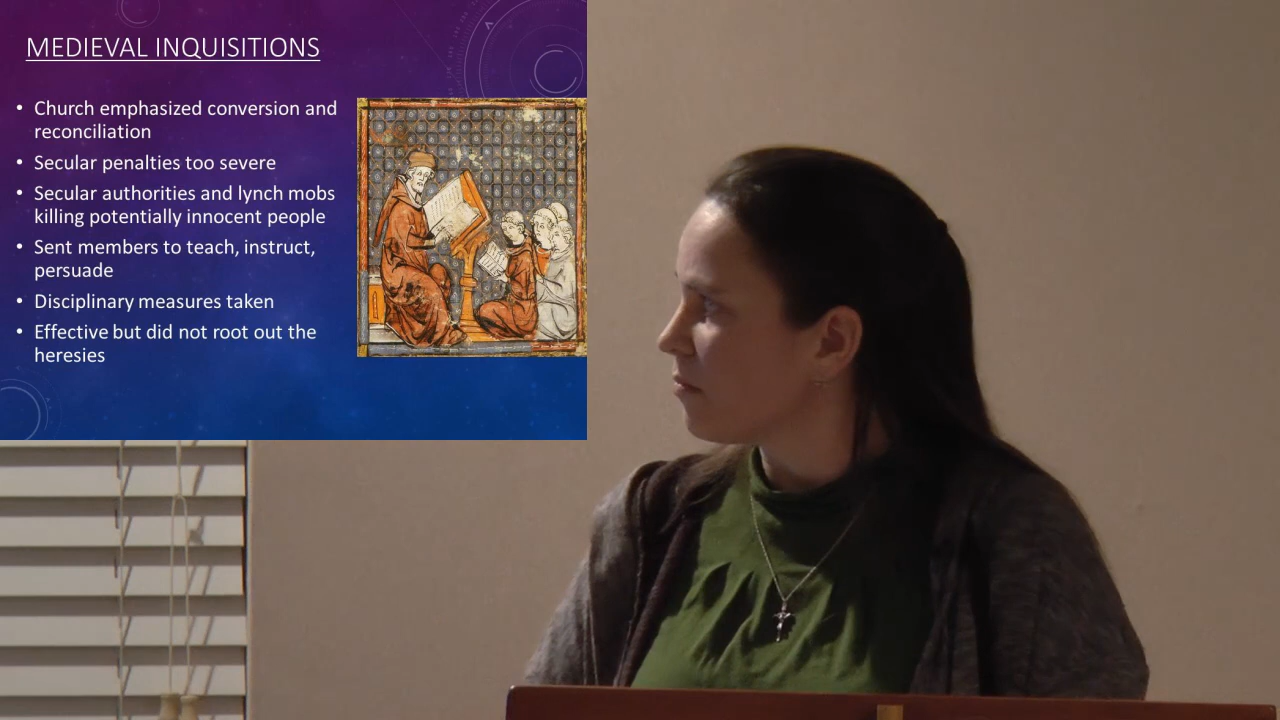 MEDIEVAL INQUISITIONS
• Church emphasized conversion and
reconciliation
• Secular penalties too severe
• Secular authorities and lynch mobs
killing potentially innocent people
• Sent members to teach, instruct,
persuade
• Disciplinary measures taken
• Effective but did not root out the
heresies